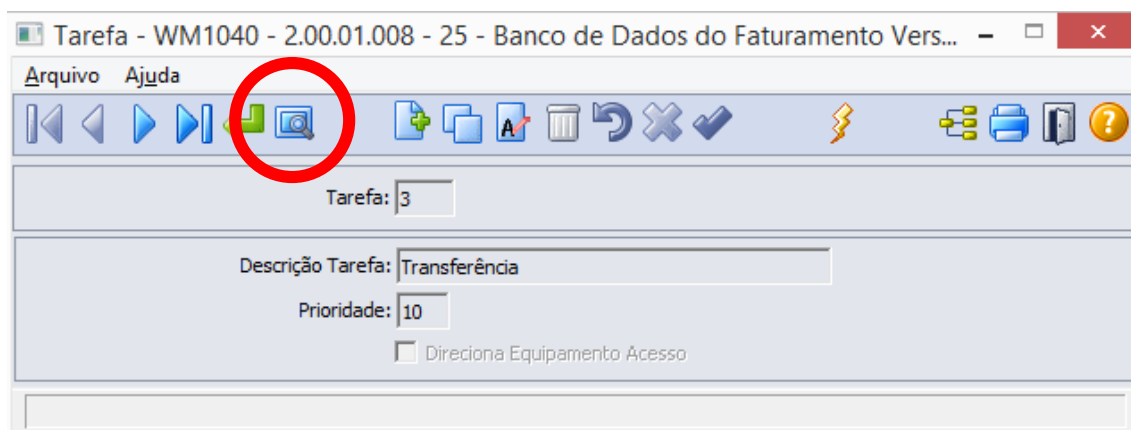 Tarefa - WM1040 - 2.00.01.008 - 25 - Banco de Dados do Faturamento Vers...
Arquivo Ajuda
Tarefa: 3
Descrição Tarefa: Transferência
Prioridade: 10
Direciona Equipamento Acesso